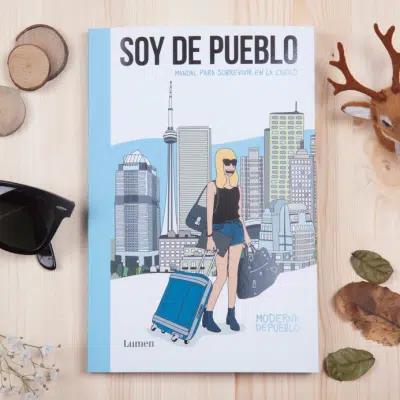 SOY DE PUEBLO
MANUAL PARA SOBREVIVIR EN LA CIUDAD
MODERNA
DE PUEBLO
Lumen